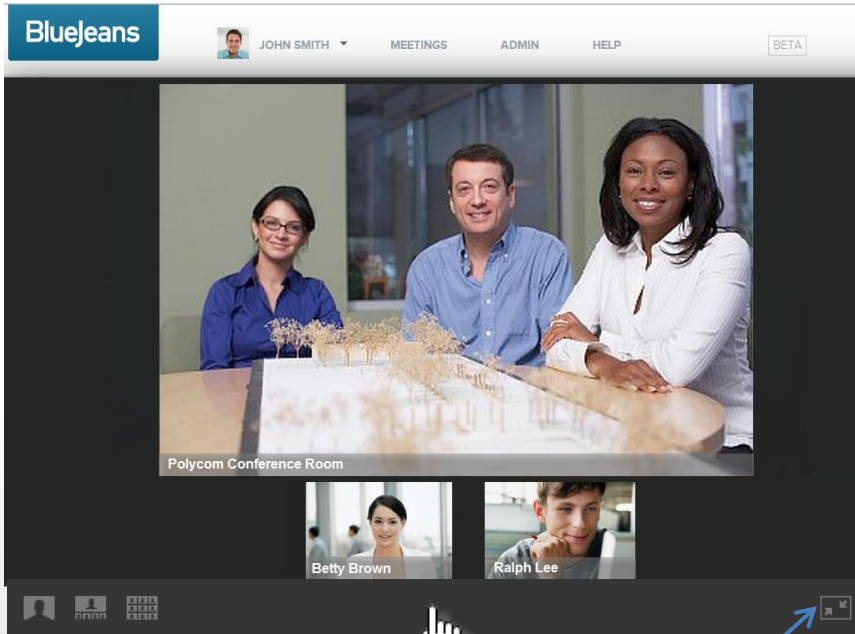 BlueJeans
JOHN SMITH MEETINGS ADMIN HELP BETA
Polycom Conference Room
Betty Brown
Ralph Lee